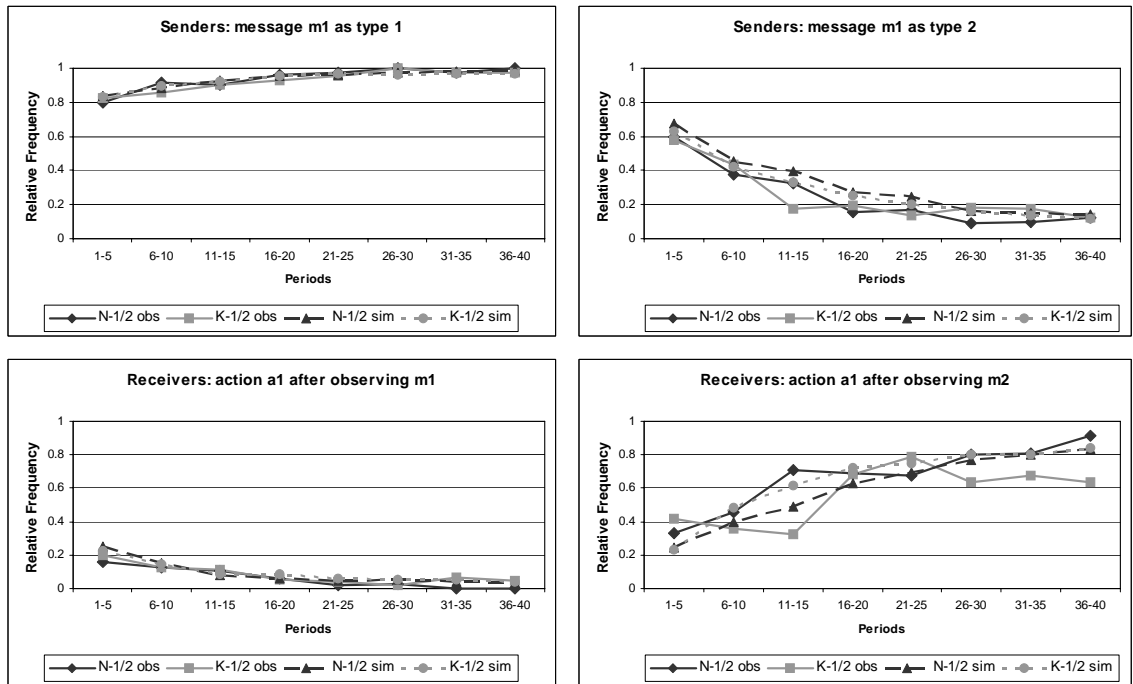 Senders: message m1 as type 1
Relative Frequency
1
0.8
0.6
0.4
0.2
0
1-5 6-10 11-15 16-20 21-25 26-30 31-35 36-40
Periods
N-1/2 obs K-1/2 obs N-1/2 sim K-1/2 sim
Senders: message m1 as type 2
Relative Frequency
1
0.8
0.6
0.4
0.2
0
1-5 6-10 11-15 16-20 21-25 26-30 31-35 36-40
Periods
N-1/2 obs K-1/2 obs N-1/2 sim K-1/2 sim
Receivers: action a1 after observing m1
Relative Frequency
1
0.8
0.6
0.4
0.2
0
1-5 6-10 11-15 16-20 21-25 26-30 31-35 36-40
Periods
N-1/2 obs K-1/2 obs N-1/2 sim K-1/2 sim
Receivers: action a1 after observing m2
Relative Frequency
1
0.8
0.6
0.4
0.2
0
1-5 6-10 11-15 16-20 21-25 26-30 31-35 36-40
Periods
N-1/2 obs K-1/2 obs N-1/2 sim K-1/2 sim